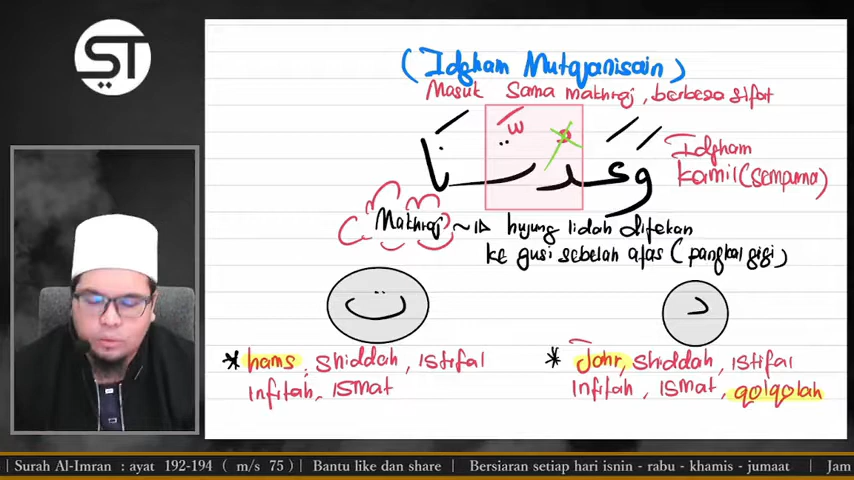 ST
(Idgham Mutajanisain)
Masuk Sama makhraj, berbeza sifat
وَعَدتَّنَا
Idgham
kamil (sempurna)
Makhraj ~ hujung lidah ditekan
ke gusi sebelah atas (pangkal gigi)
ت
د
* hams, shiddah, istifal
infitah, ismat
* Jahr, shiddah, istifal
infitah, ismat, qolqolah
| Surah Al-Imran : ayat 192-194 ( m/s 75 ) | Bantu like dan share | Bersiaran setiap hari isnin - rabu - khamis - jumaat | Jam